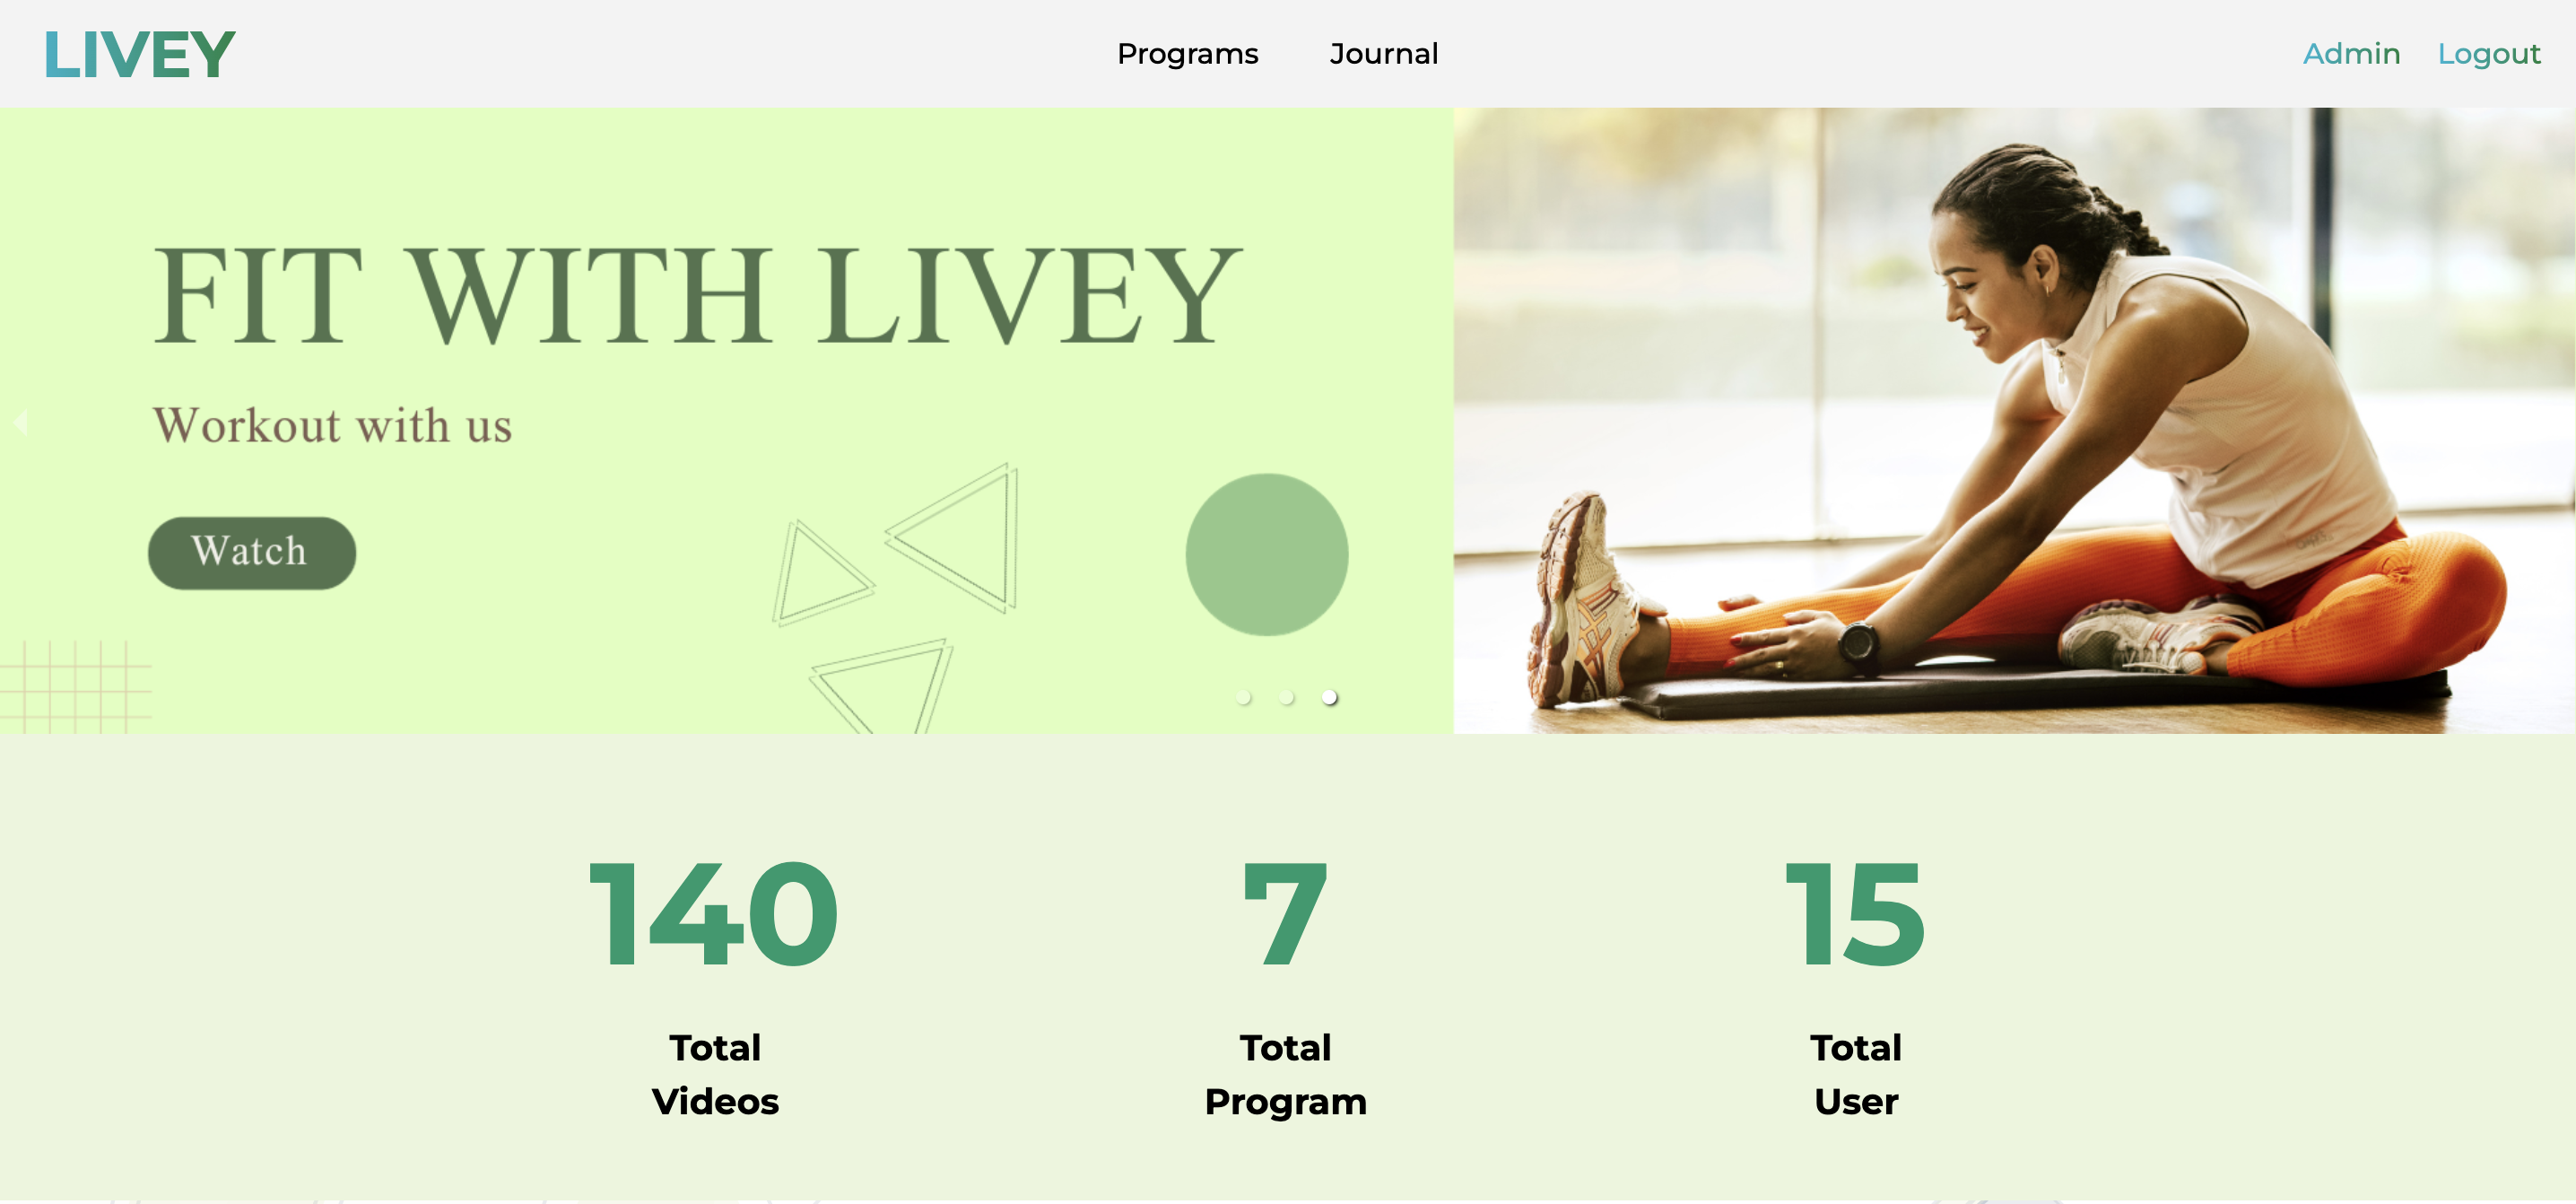 LIVEY
Programs
Journal
Admin
Logout
FIT WITH LIVEY
Workout with us
Watch
140
Total
Videos
7
Total
Program
15
Total
User